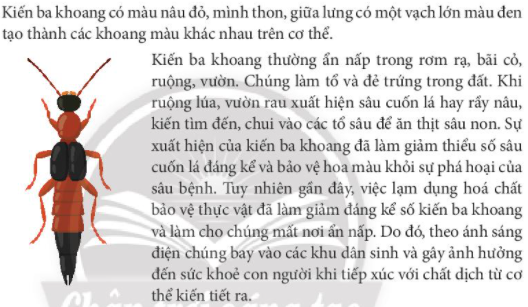 Kiến ba khoang có màu nâu đỏ, mình thon, giữa lưng có một vạch lớn màu đen
tạo thành các khoang màu khác nhau trên cơ thể.
Kiến ba khoang thường ẩn nấp trong rơm rạ, bãi cỏ,
ruộng, vườn. Chúng làm tổ và đẻ trứng trong đất. Khi
ruộng lúa, vườn rau xuất hiện sâu cuốn lá hay rầy nâu,
kiến tìm đến, chui vào các tổ sâu để ăn thịt sâu non. Sự
xuất hiện của kiến ba khoang đã làm giảm thiểu số sâu
cuốn lá đáng kể và bảo vệ hoa màu khỏi sự phá hoại của
sâu bệnh. Tuy nhiên gần đây, việc lạm dụng hoá chất
bảo vệ thực vật đã làm giảm đáng kể số kiến ba khoang
và làm cho chúng mất nơi ẩn nấp. Do đó, theo ánh sáng
điện chúng bay vào các khu dân sinh và gây ảnh hưởng
đến sức khoẻ con người khi tiếp xúc với chất dịch từ cơ
thể kiến tiết ra.